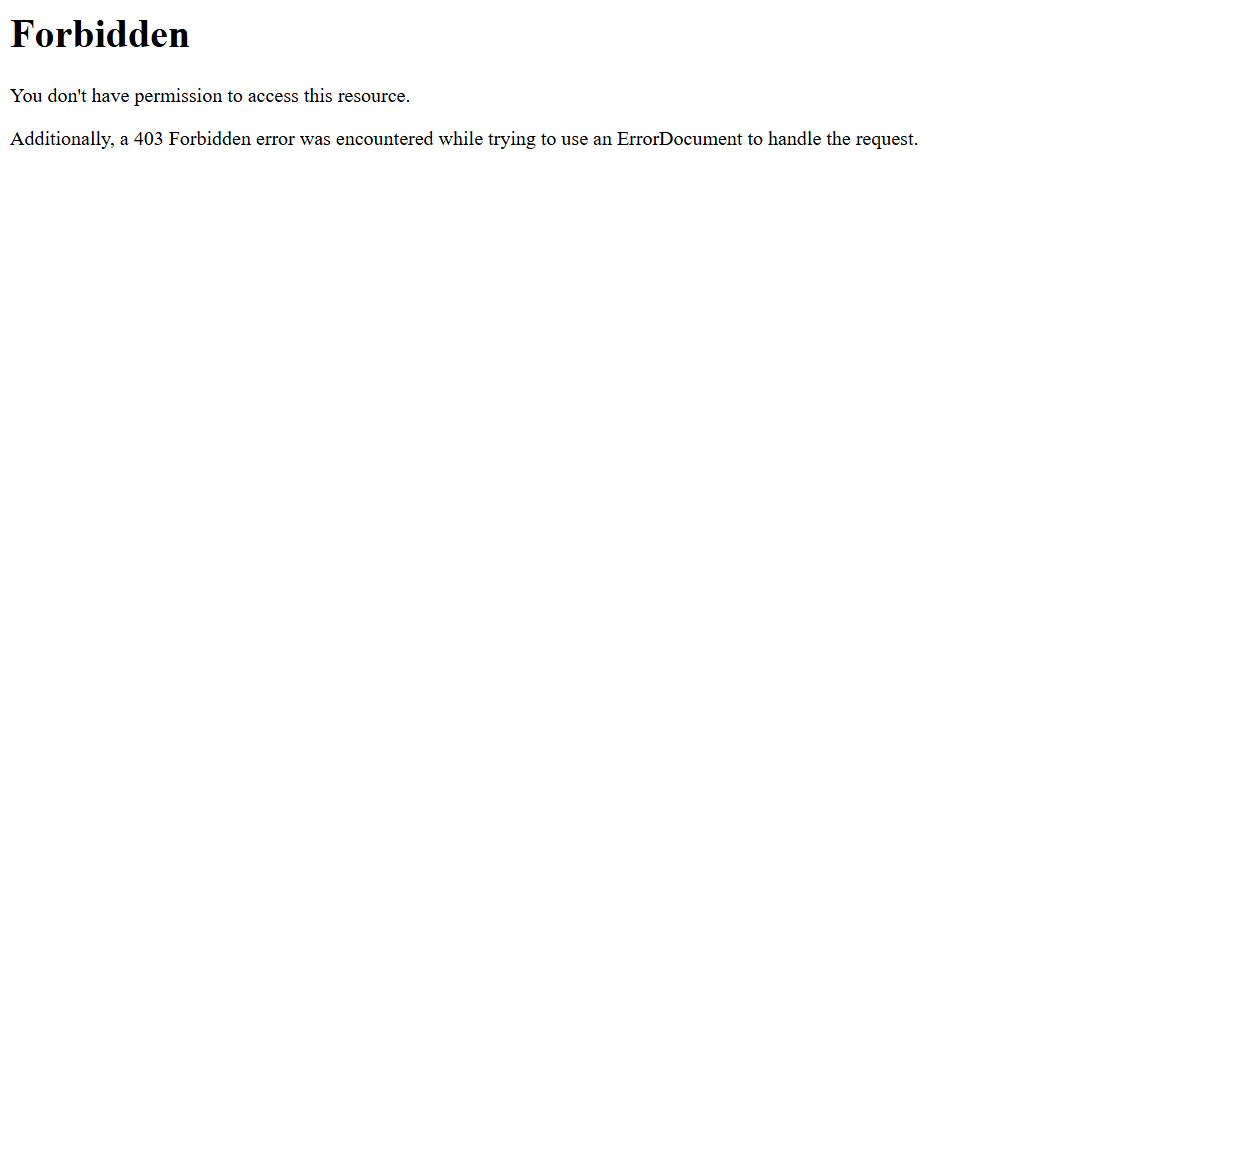 Forbidden
You don't have permission to access this resource.
Additionally, a 403 Forbidden error was encountered while trying to use an ErrorDocument to handle the request.